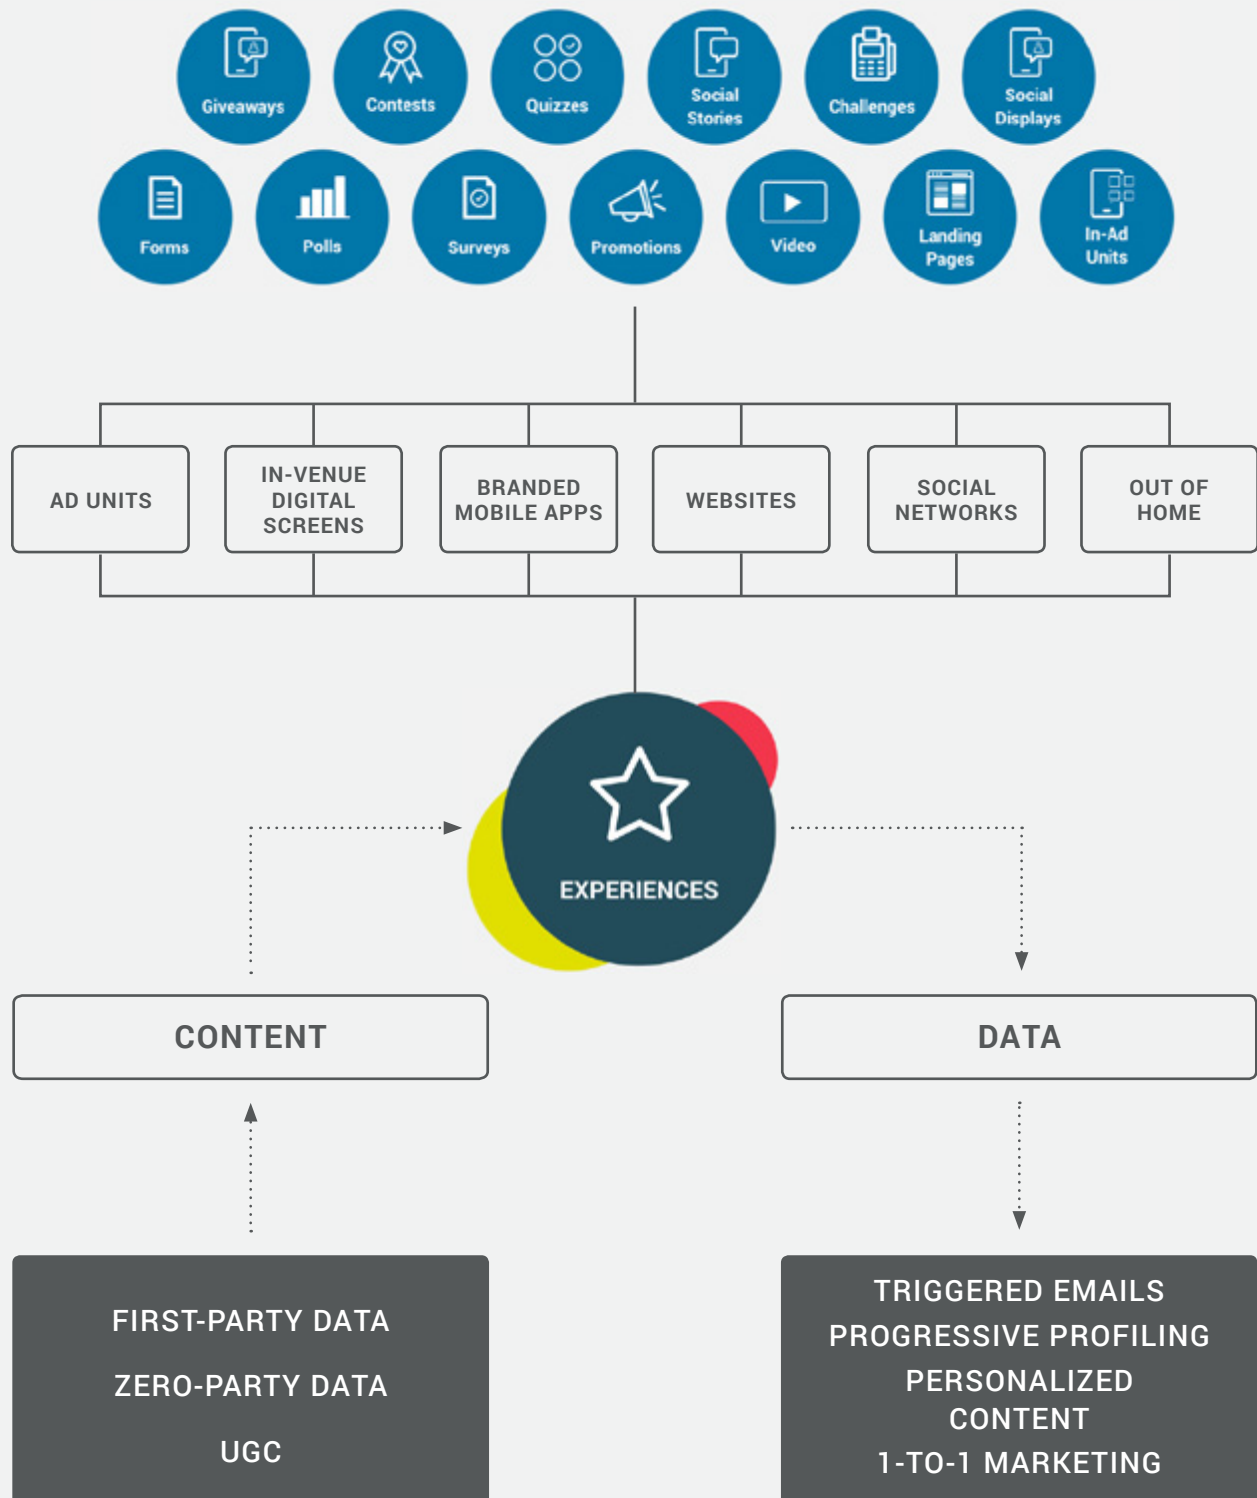 Giveaways
Contests
Quizzes
Social
Stories
Challenges
Social
Displays
Forms
Polls
Surveys
Promotions
Video
Landing
Pages
In-Ad
Units
AD UNITS
IN-VENUE
DIGITAL
SCREENS
BRANDED
MOBILE APPS
WEBSITES
SOCIAL
NETWORKS
OUT OF
HOME
EXPERIENCES
CONTENT
DATA
FIRST-PARTY DATA
ZERO-PARTY DATA
UGC
TRIGGERED EMAILS
PROGRESSIVE PROFILING
PERSONALIZED
CONTENT
1-TO-1 MARKETING